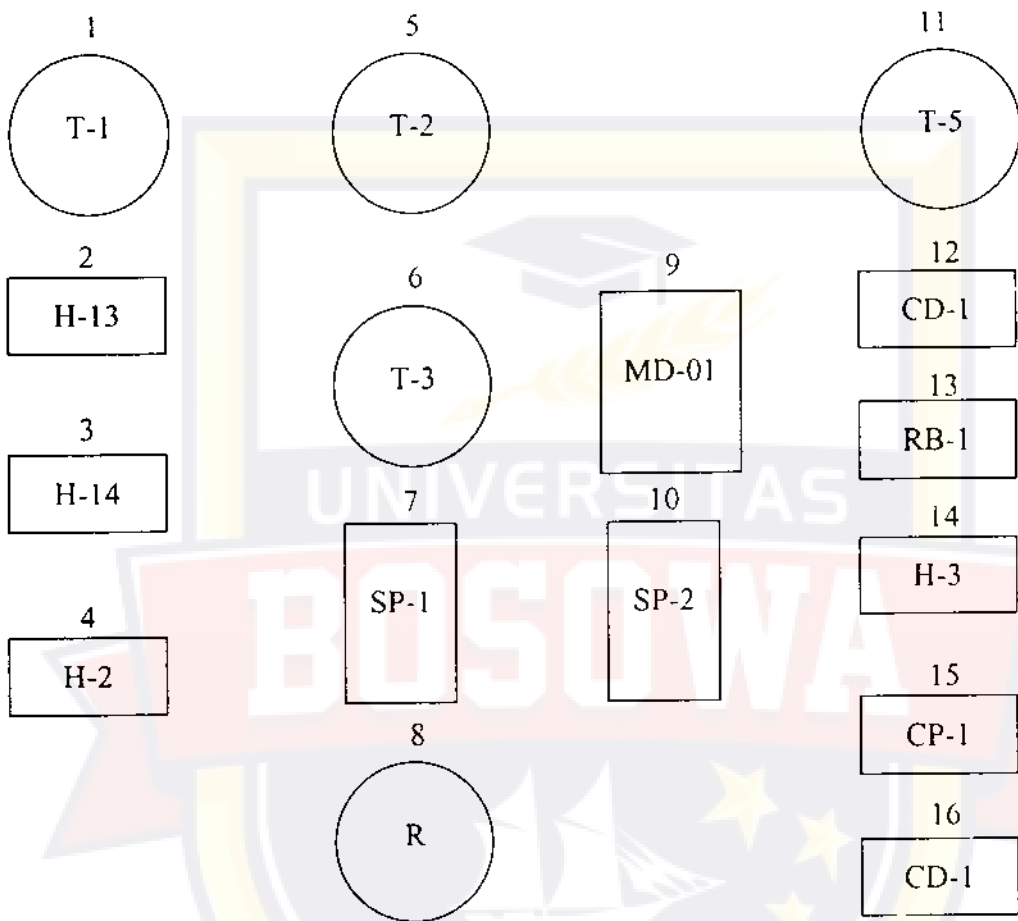 1
T-1
2
H-13
3
H-14
4
H-2
5
T-2
6
T-3
7
SP-1
8
R
9
MD-01
10
SP-2
11
T-5
12
CD-1
13
RB-1
14
H-3
15
CP-1
16
CD-1
UNIVERSITAS
BOSOWA